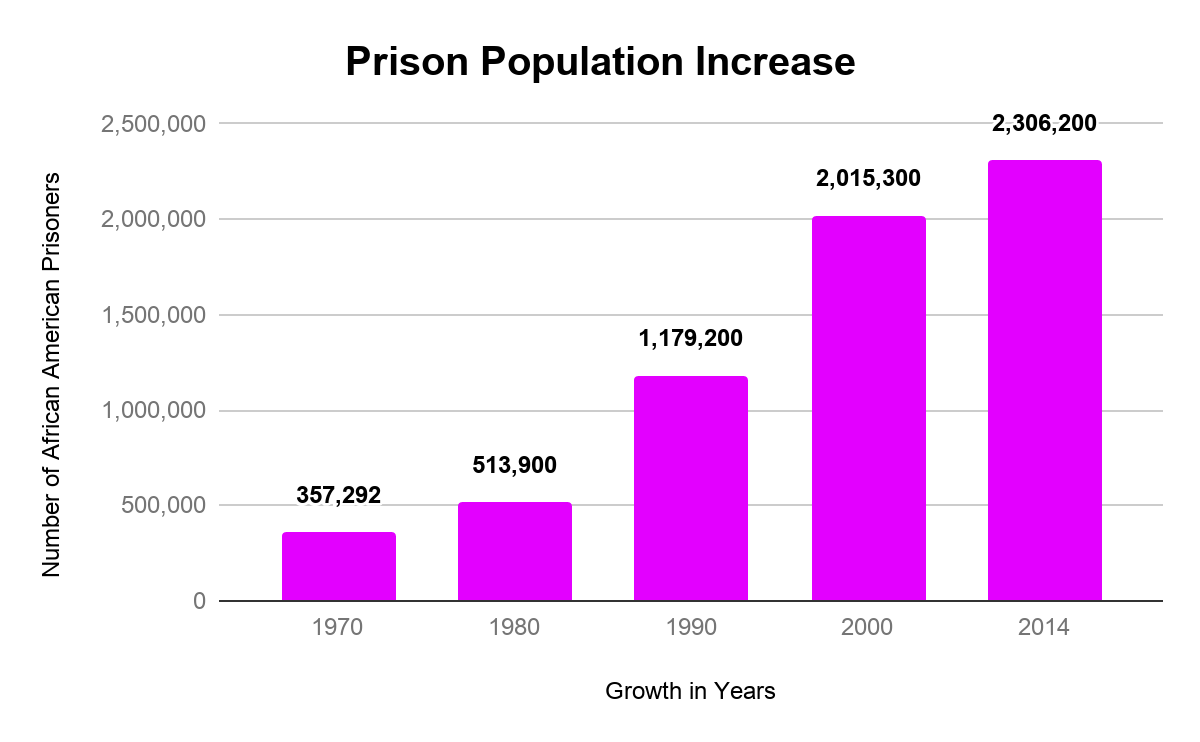 Prison Population Increase
Number of African American Prisoners
2,500,000
2,000,000
1,500,000
1,000,000
500,000
0
357,292
513,900
1,179,200
2,015,300
2,306,200
1970 1980 1990 2000 2014
Growth in Years